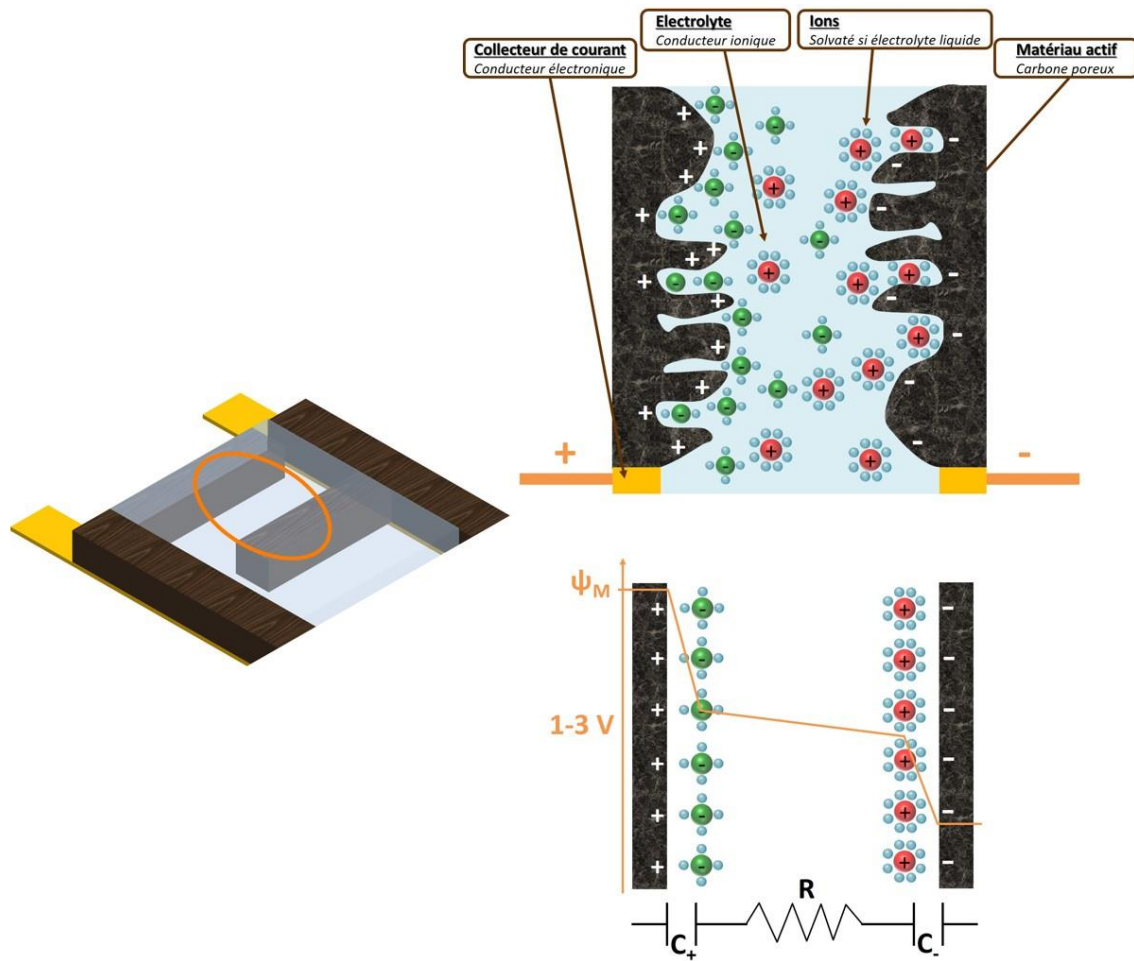 Collecteur de courant
Conducteur électronique
Electrolyte
Conducteur ionique
Ions
Solvaté si électrolyte liquide
Matériau actif
Carbone poreux
+
-
ψM
1-3 V
R
C+
C-